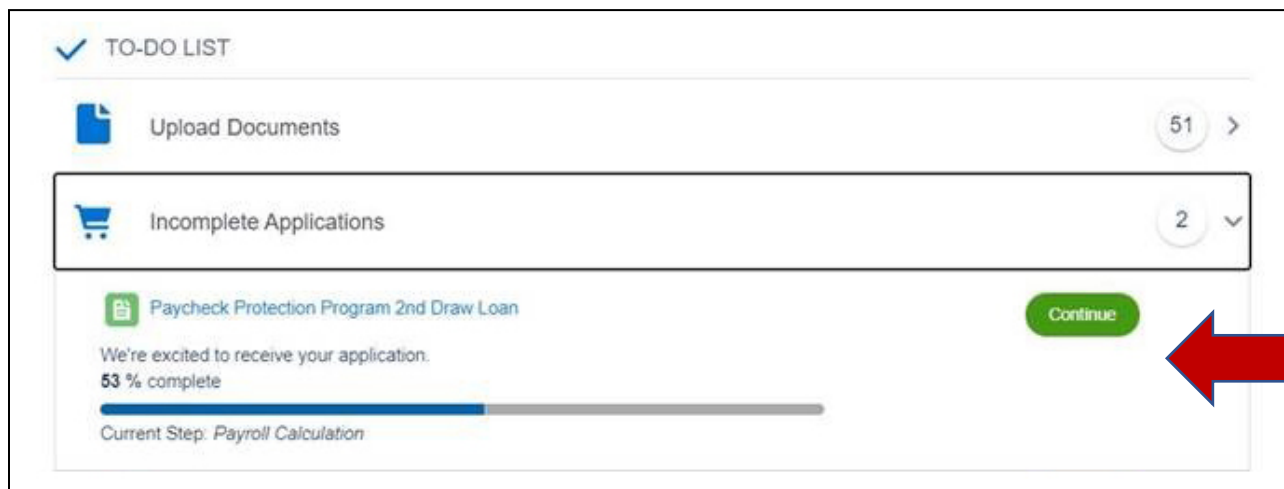 TO-DO LIST
Upload Documents
51
Incomplete Applications
2
Paycheck Protection Program 2nd Draw Loan
Continue
We're excited to receive your application.
53 % complete
Current Step: Payroll Calculation